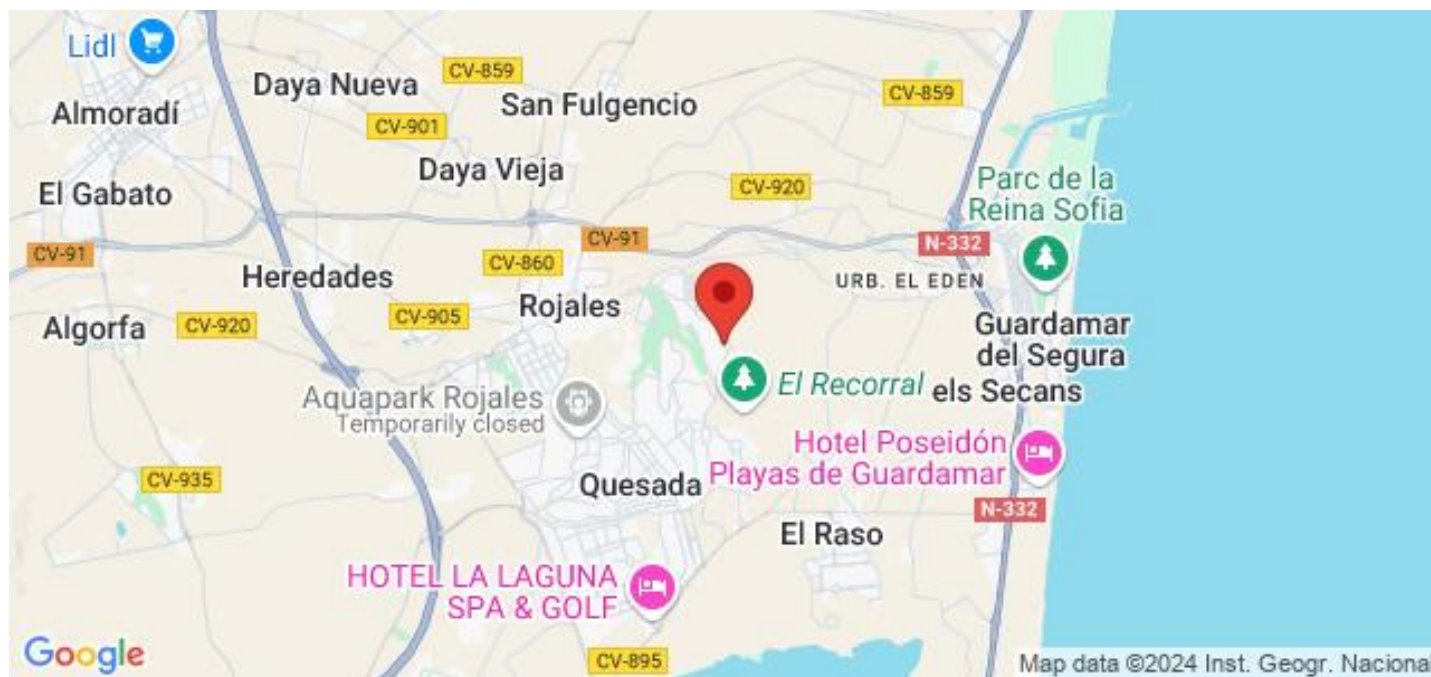 Lidl
Daya Nueva
CV-859
San Fulgencio
CV-859
Almoradí
CV-901
Daya Vieja
El Gabato
CV-920
Parc de la
Reina Sofia
CV-91
CV-91
N-332
Heredades
CV-860
URB. EL EDEN
Rojales
Algorfa
CV-920
CV-905
Guardamar
del Segura
Aquapark Rojales
Temporarily closed
El Recorral
els Secans
Hotel Poseidón
Playas de Guardamar
CV-935
Quesada
N-332
El Raso
HOTEL LA LAGUNA
SPA & GOLF
Google
CV-895
Map data ©2024 Inst. Geogr. Nacional